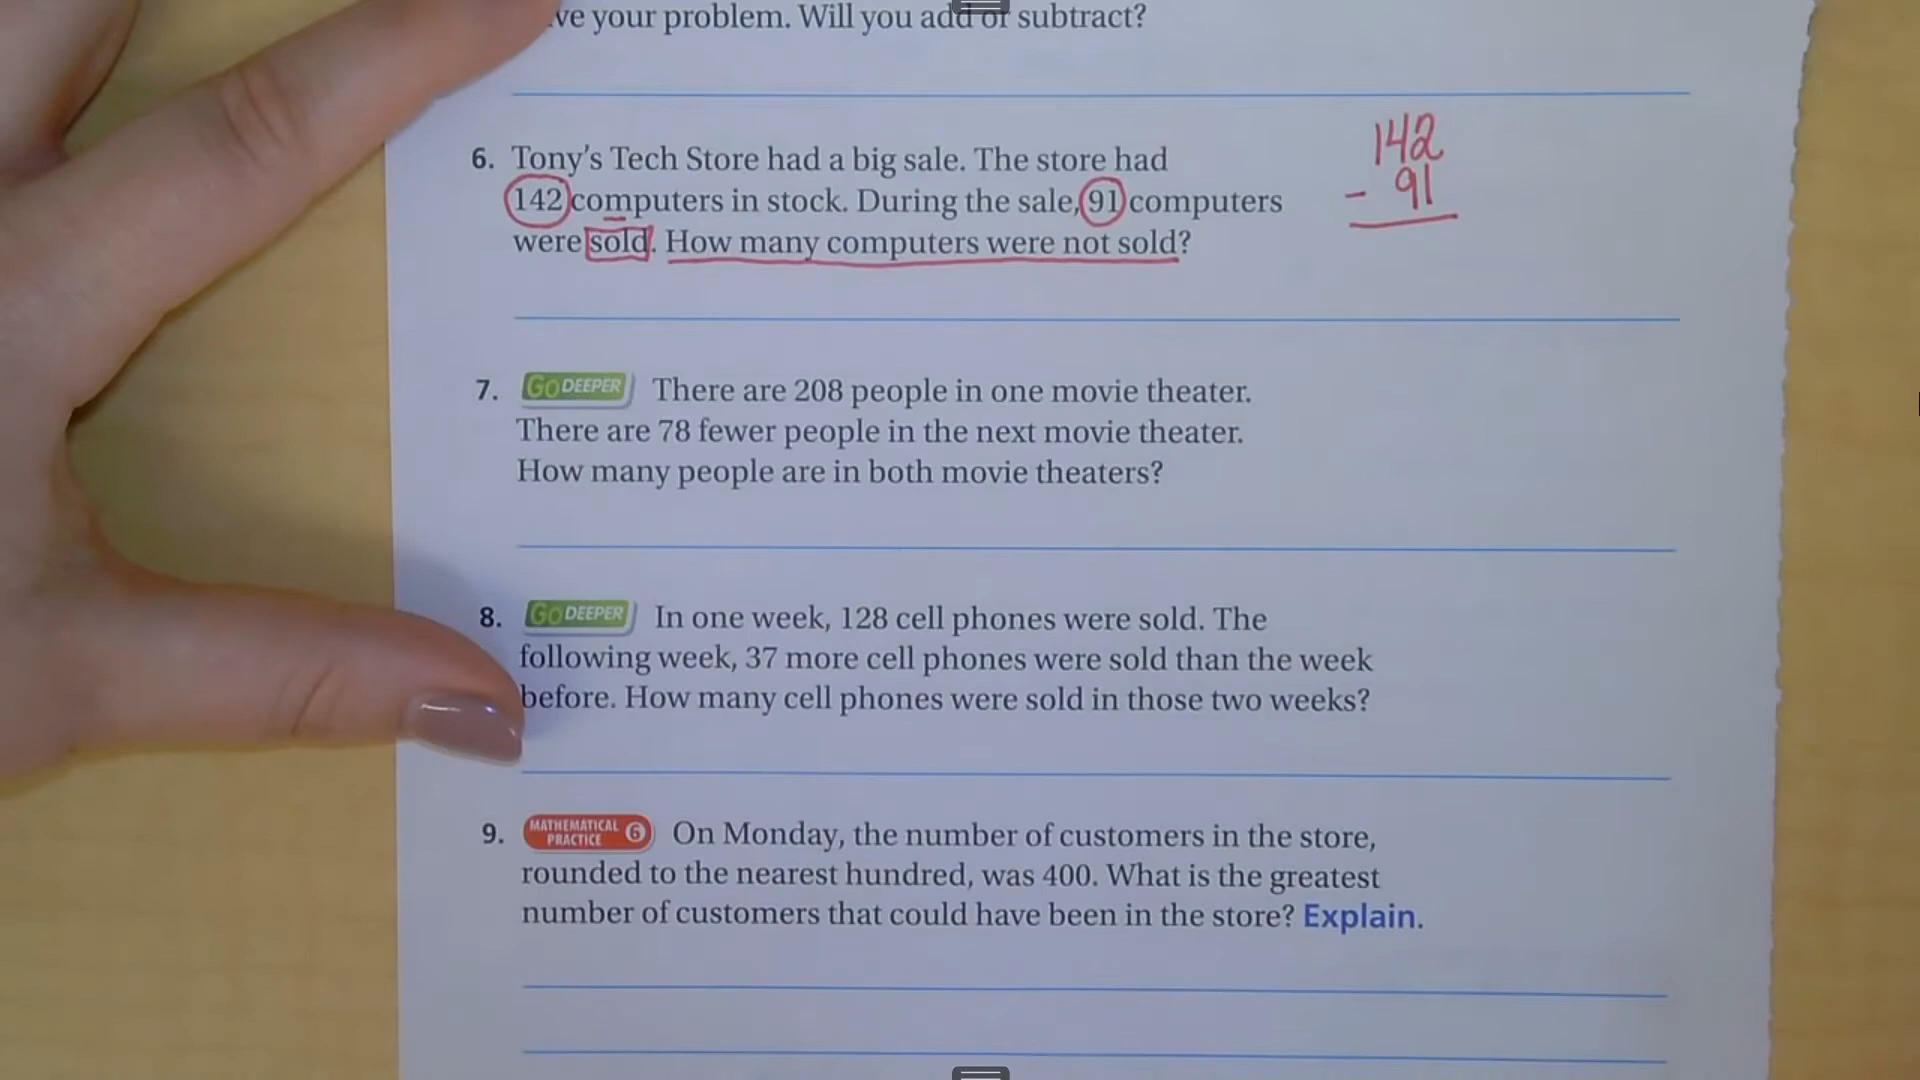 ve your problem. Will you add or subtract?
6. Tony's Tech Store had a big sale. The store had
142 computers in stock. During the sale, 91 computers
were sold. How many computers were not sold?
142
- 91
7. GO DEEPER There are 208 people in one movie theater.
There are 78 fewer people in the next movie theater.
How many people are in both movie theaters?
8. GO DEEPER In one week, 128 cell phones were sold. The
following week, 37 more cell phones were sold than the week
before. How many cell phones were sold in those two weeks?
9. MATHEMATICAL PRACTICE 6 On Monday, the number of customers in the store,
rounded to the nearest hundred, was 400. What is the greatest
number of customers that could have been in the store? Explain.